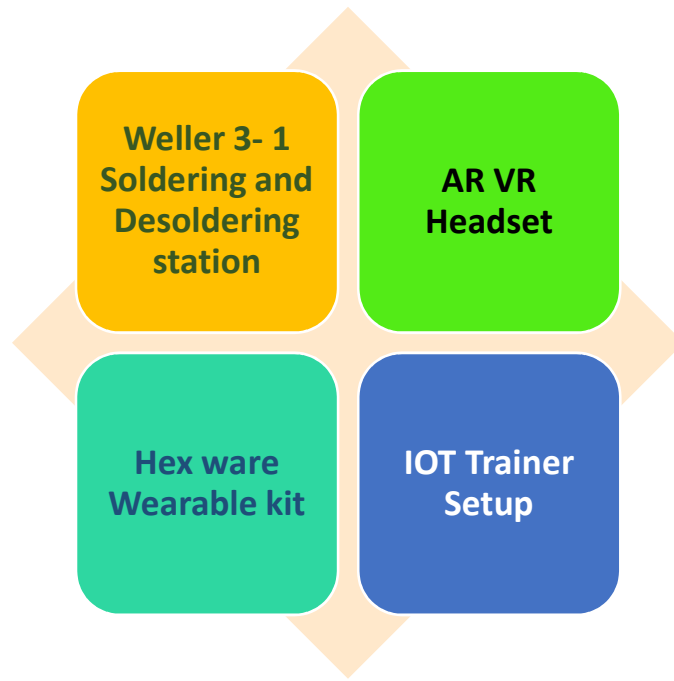 Weller 3- 1
Soldering and
Desoldering
station
AR VR
Headset
Hex ware
Wearable kit
IOT Trainer
Setup